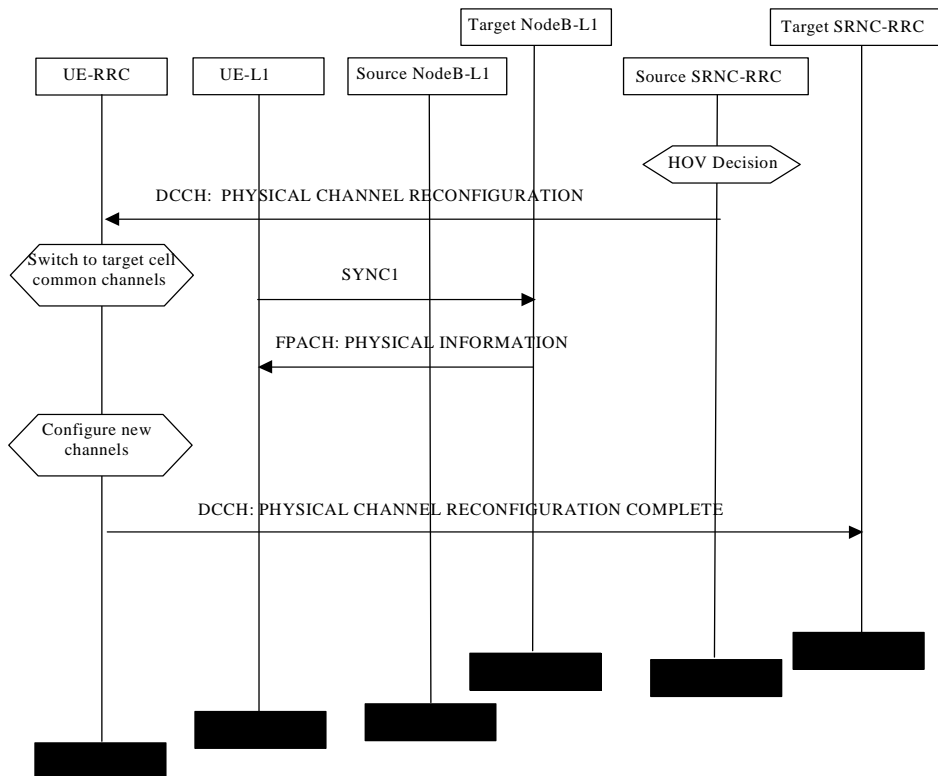 Target NodeB-L1
Target SRNC-RRC
UE-RRC
UE-L1
Source NodeB-L1
Source SRNC-RRC
HOV Decision
DCCH: PHYSICAL CHANNEL RECONFIGURATION
Switch to target cell
common channels
SYNC1
FPACH: PHYSICAL INFORMATION
Configure new
channels
DCCH: PHYSICAL CHANNEL RECONFIGURATION COMPLETE